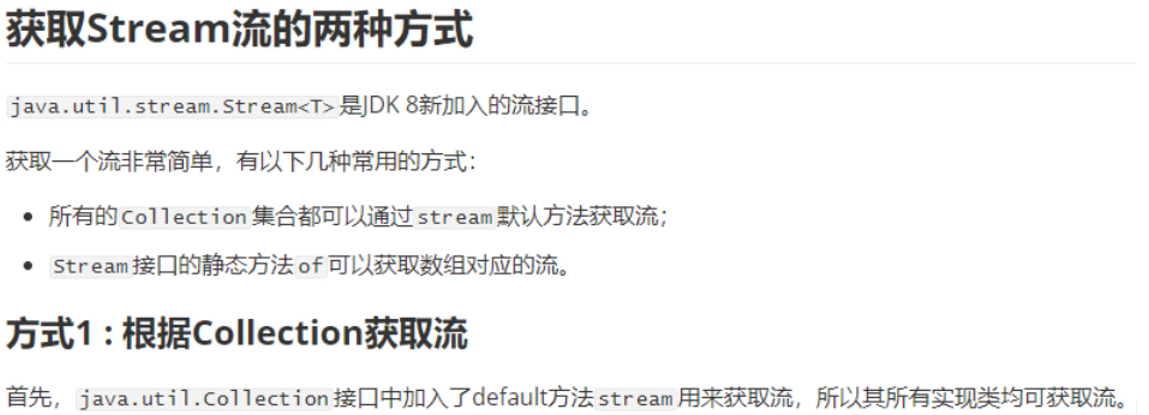 获取Stream流的两种方式
java.util.stream.Stream<T>是JDK 8新加入的流接口。
获取一个流非常简单，有以下几种常用的方式：
所有的Collection集合都可以通过stream默认方法获取流；
Stream接口的静态方法of可以获取数组对应的流。
方式1 : 根据Collection获取流
首先，java.util.Collection接口中加入了default方法stream用来获取流，所以其所有实现类均可获取流。